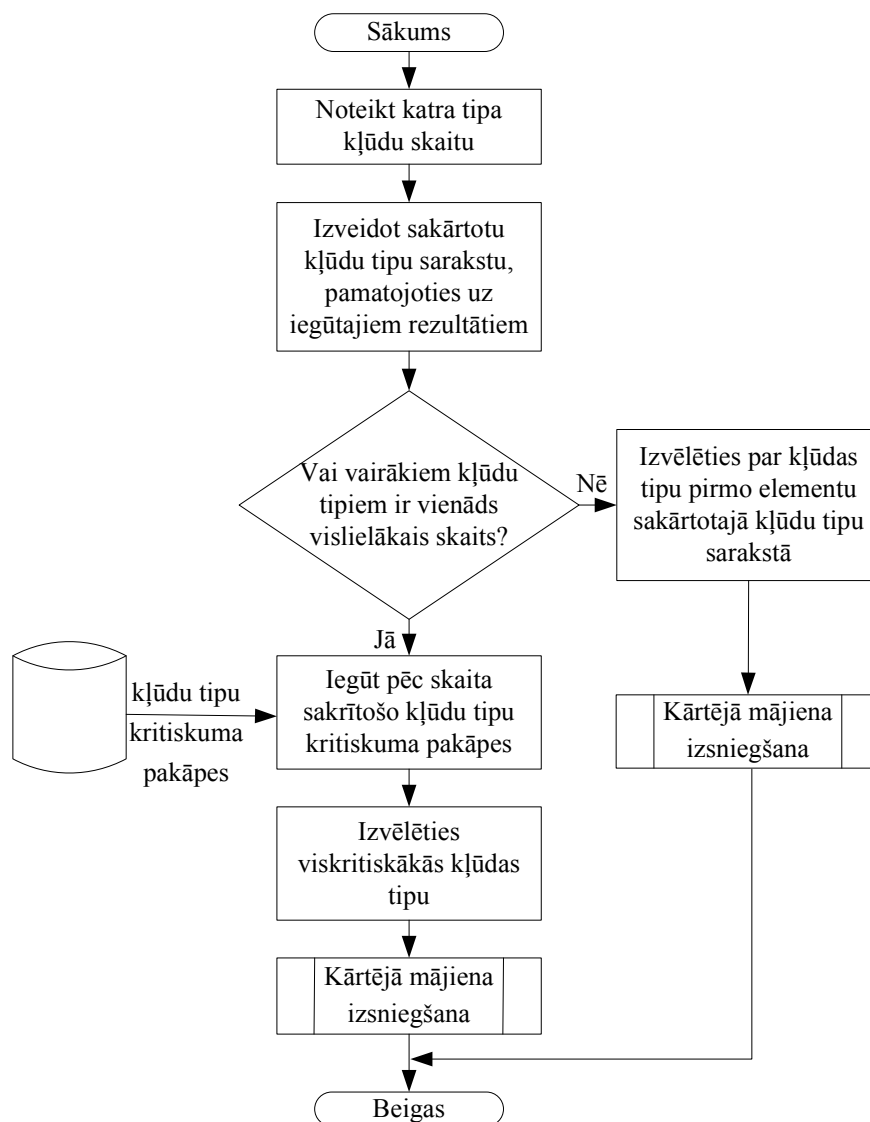 Sākums
Noteikt katra tipa
kļūdu skaitu
Izveidot sakārtotu
kļūdu tipu sarakstu,
pamatojoties uz
iegūtajiem rezultātiem
Vai vairākiem kļūdu
tipiem ir vienāds
vislielākais skaits?
Nē
Izvēlēties par kļūdas
tipu pirmo elementu
sakārtotajā kļūdu tipu
sarakstā
Kārtējā mājiena
izsniegšana
Jā
kļūdu tipu
kritiskuma
pakāpes
Iegūt pēc skaita
sakrītošo kļūdu tipu
kritiskuma pakāpes
Izvēlēties
viskritiskākās kļūdas
tipu
Kārtējā mājiena
izsniegšana
Beigas